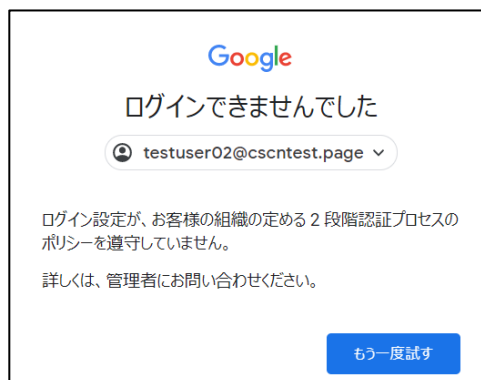 Google
ログインできませんでした
testuser02@cscntest.page
ログイン設定が、お客様の組織の定める 2 段階認証プロセスの
ポリシーを遵守していません。
詳しくは、管理者にお問い合わせください。
もう一度試す